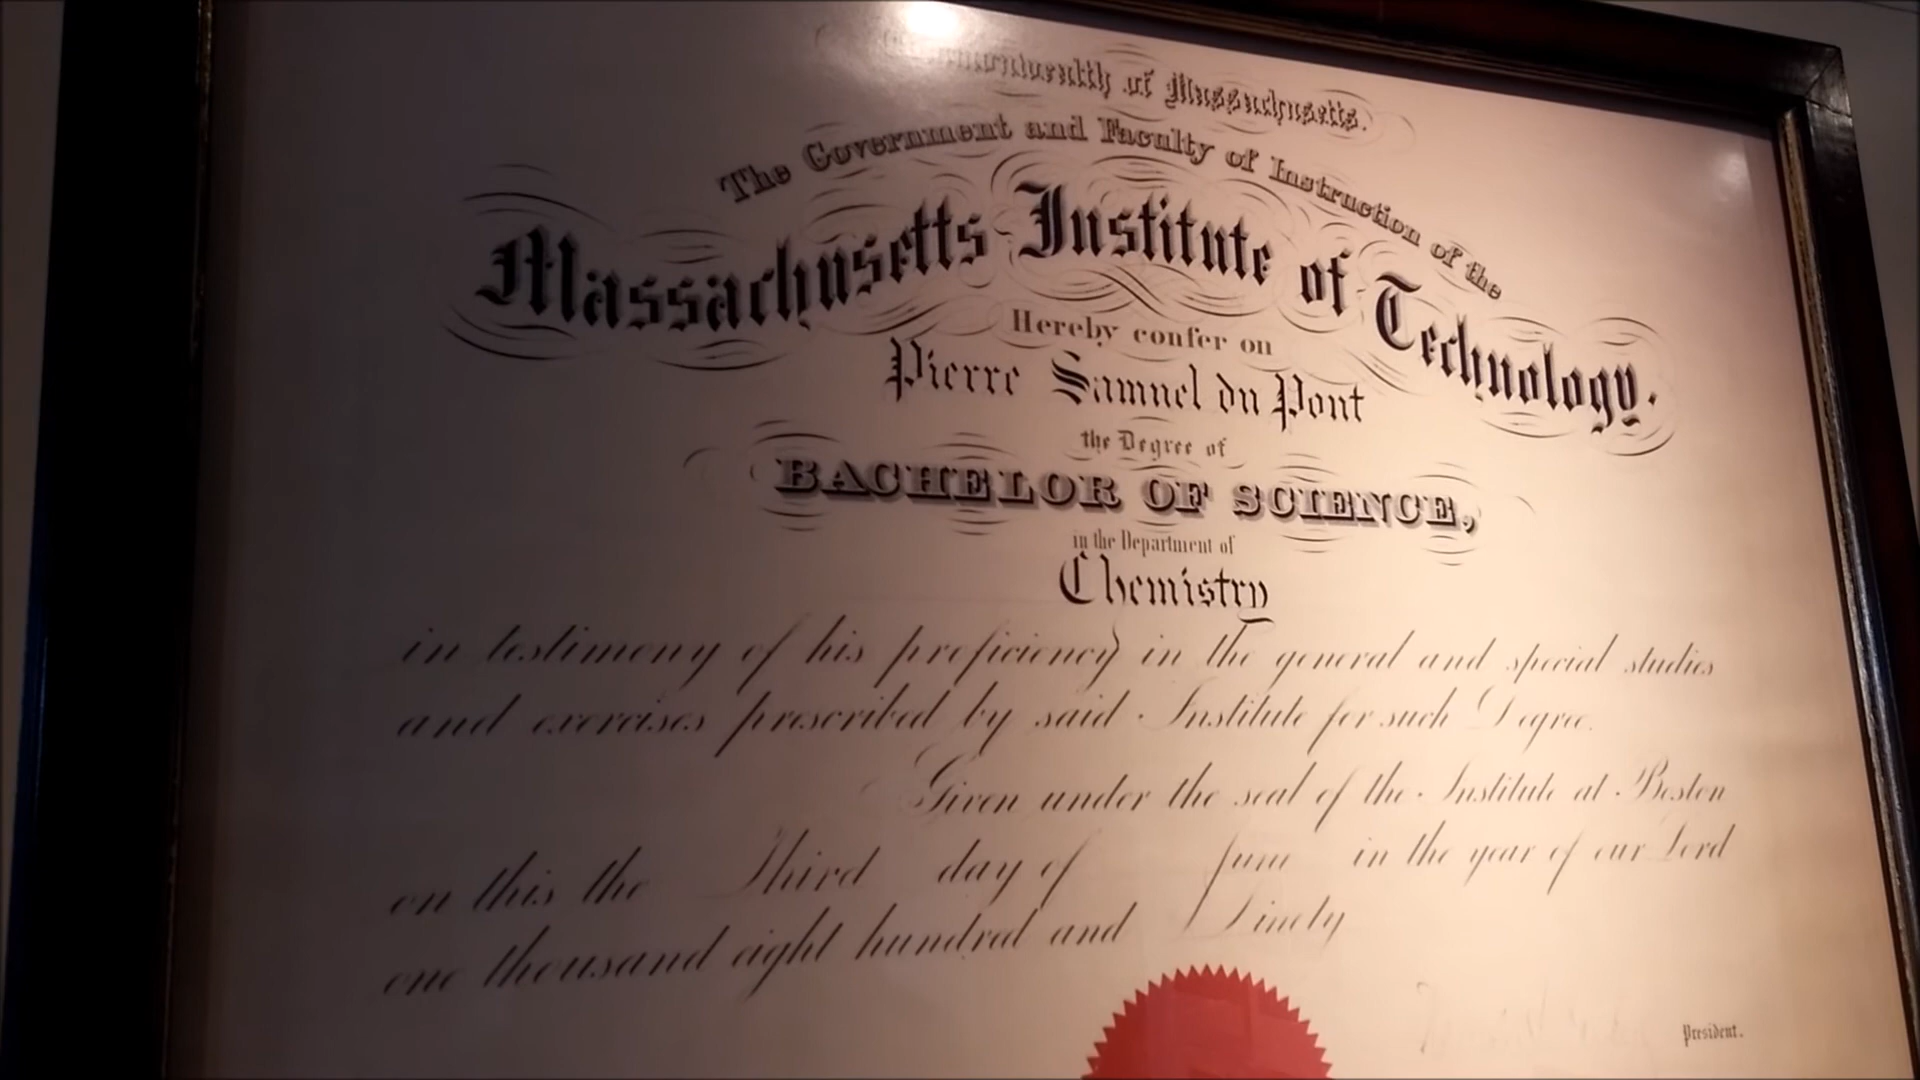 Commonwealth of Massachusetts.
The Government and Faculty of Instruction of the
Massachusetts Institute of Technology.
Hereby confer on
Pierre Samuel du Pont
the Degree of
BACHELOR OF SCIENCE,
in the Department of
Chemistry
in testimony of his proficiency in the general and special studies
and exercises prescribed by said Institute for such Degree.
Given under the seal of the Institute at Boston
on this the Third day of June in the year of our Lord
one thousand eight hundred and Ninety
President.